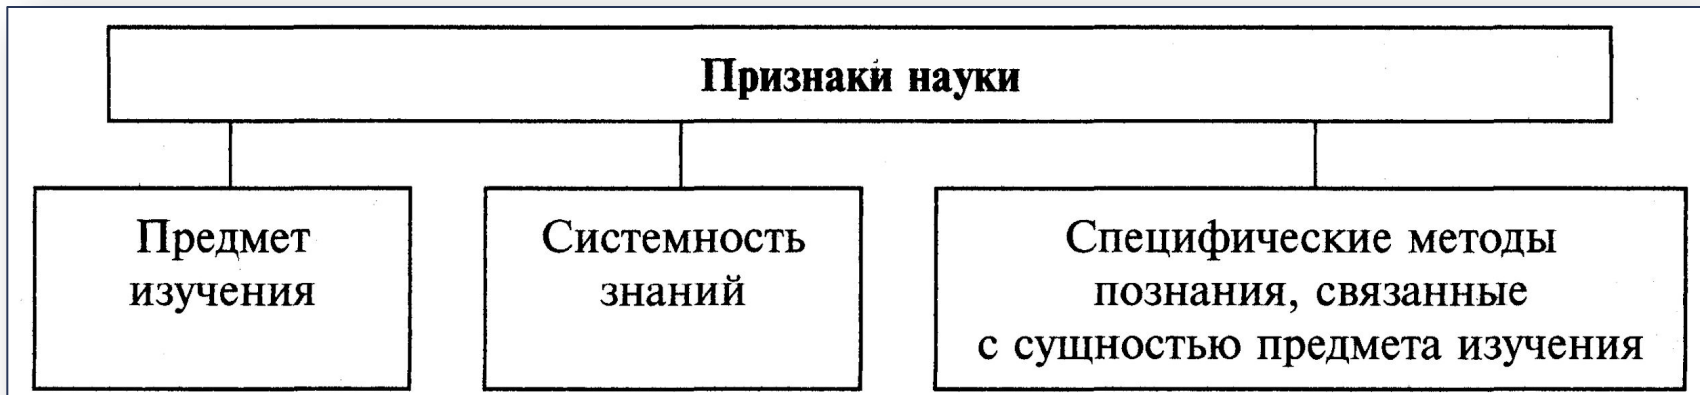 Признаки науки
Предмет
изучения
Системность
знаний
Специфические методы
познания, связанные
с сущностью предмета изучения